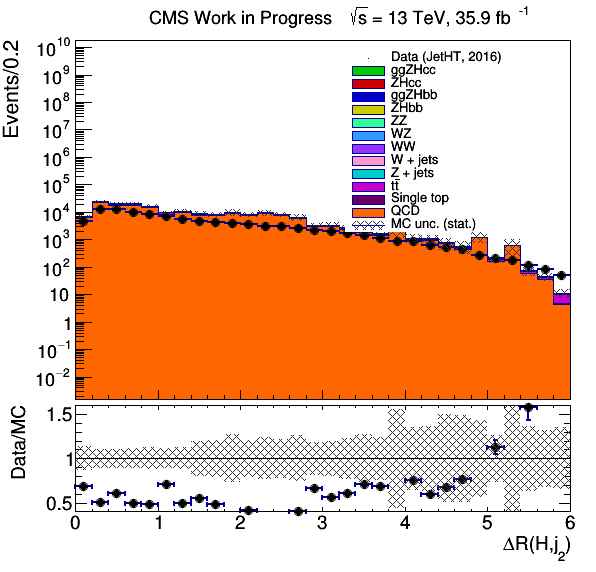 CMS Work in Progress √s = 13 TeV, 35.9 fb⁻¹
Events/0.2
10¹⁰
10⁹
10⁸
10⁷
10⁶
10⁵
10⁴
10³
10²
10
1
10⁻¹
10⁻²
Data (JetHT, 2016)
ggZHcc
ZHcc
ggZHbb
ZHbb
ZZ
WZ
WW
W + jets
Z + jets
tt̄
Single top
QCD
MC unc. (stat.)
Data/MC
1.5
1
0.5
0 1 2 3 4 5 6
ΔR(H,j₂)